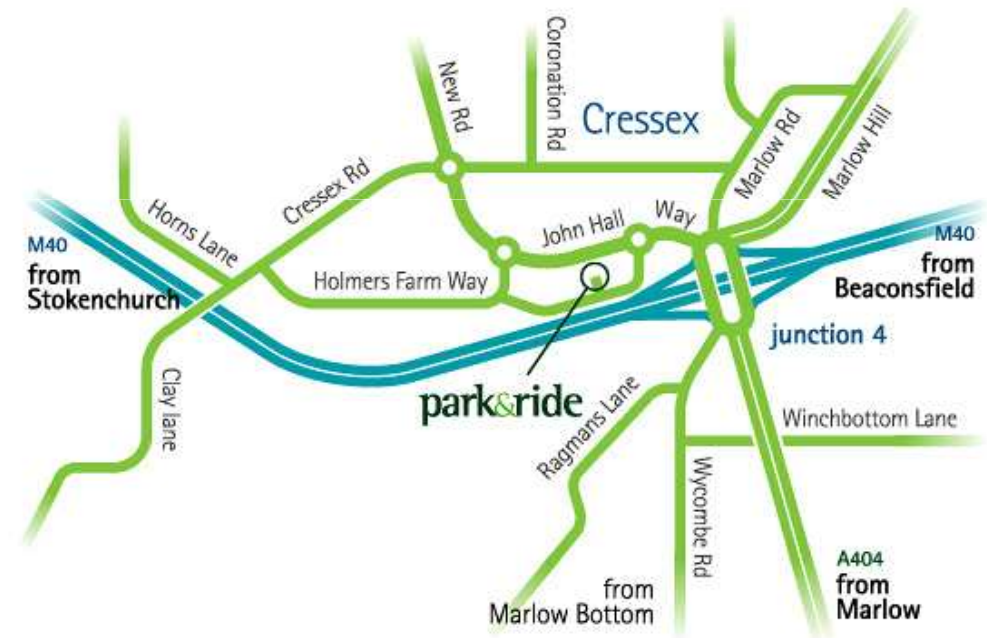 New Rd
Coronation Rd
Cressex
Marlow Rd
Marlow Hill
Cressex Rd
Horns Lane
John Hall Way
M40
from
Stokenchurch
M40
from
Beaconsfield
Holmers Farm Way
junction 4
park&ride
Clay lane
Ragmans Lane
Winchbottom Lane
Wycombe Rd
from
Marlow Bottom
A404
from
Marlow